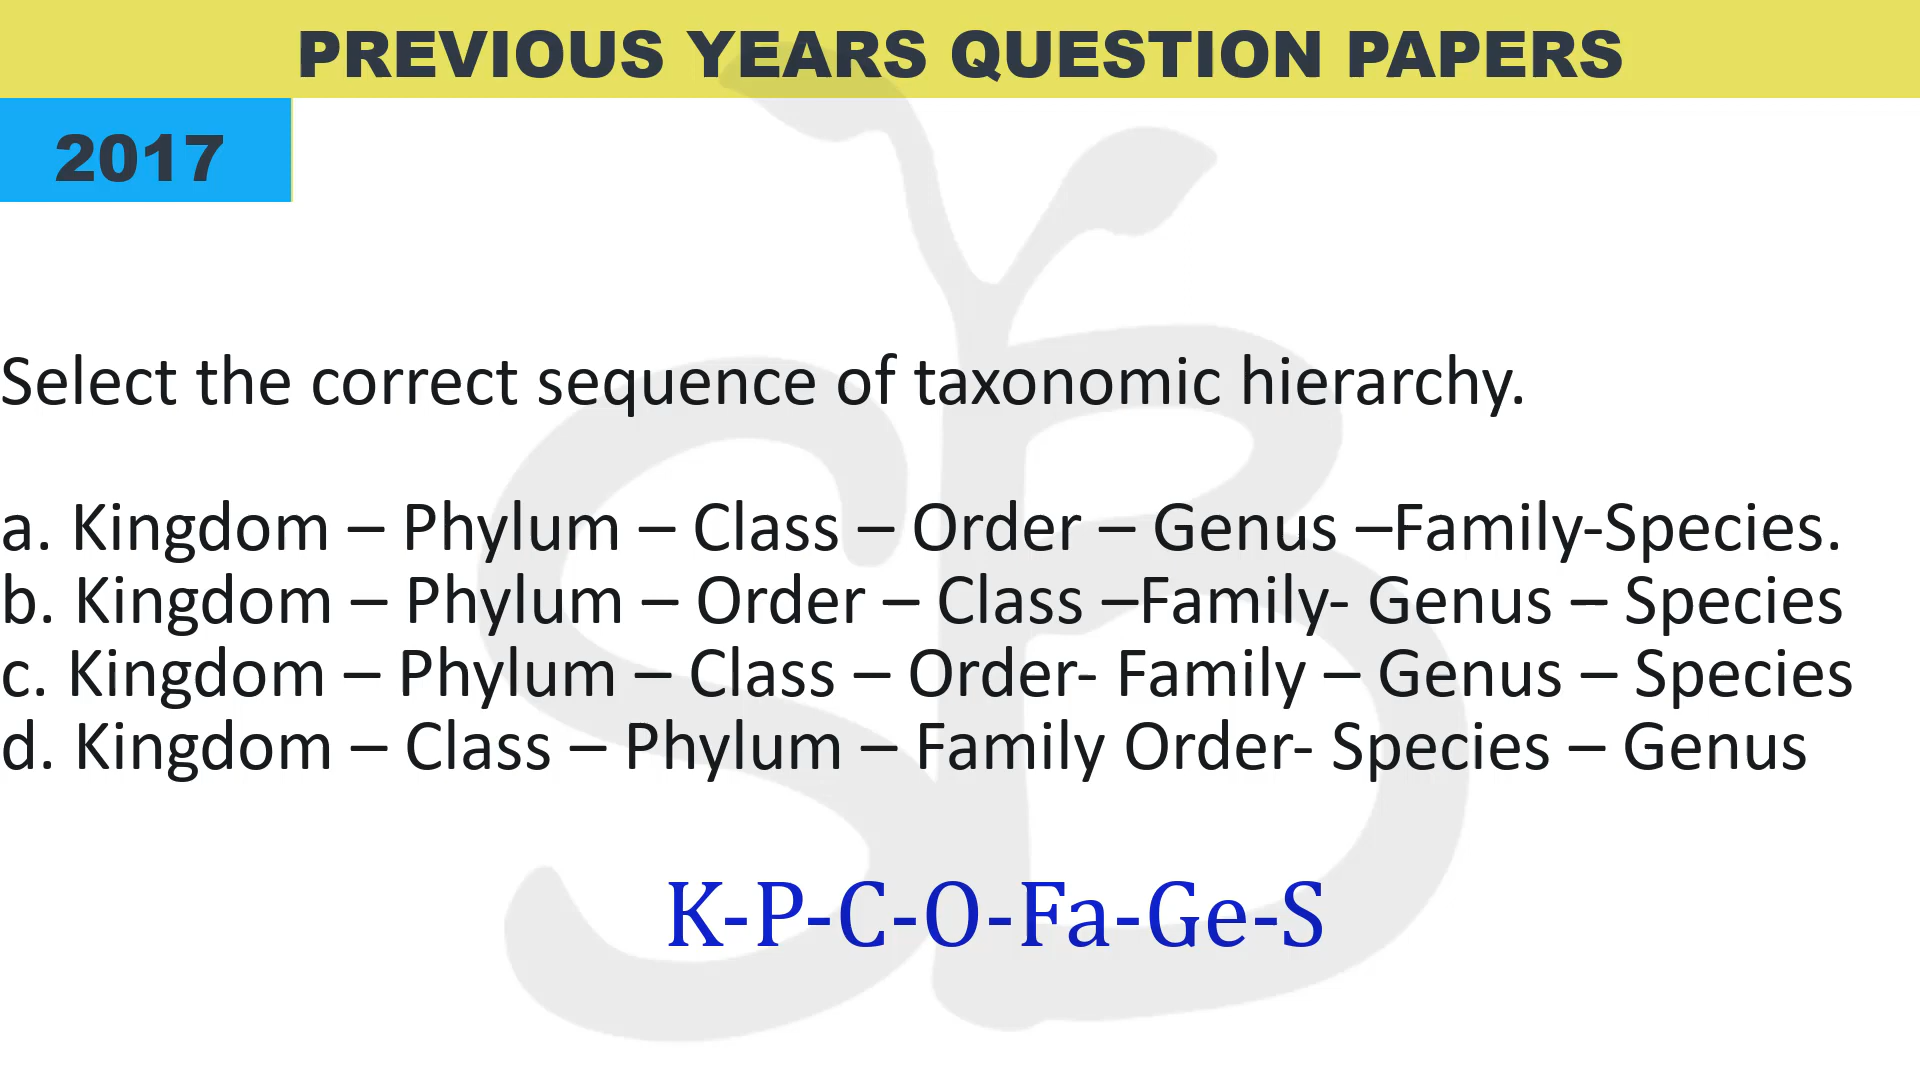 PREVIOUS YEARS QUESTION PAPERS
2017
Select the correct sequence of taxonomic hierarchy.
a. Kingdom – Phylum – Class – Order – Genus –Family-Species.
b. Kingdom – Phylum – Order – Class –Family- Genus – Species
c. Kingdom – Phylum – Class – Order- Family – Genus – Species
d. Kingdom – Class – Phylum – Family Order- Species – Genus
K-P-C-O-Fa-Ge-S
SB